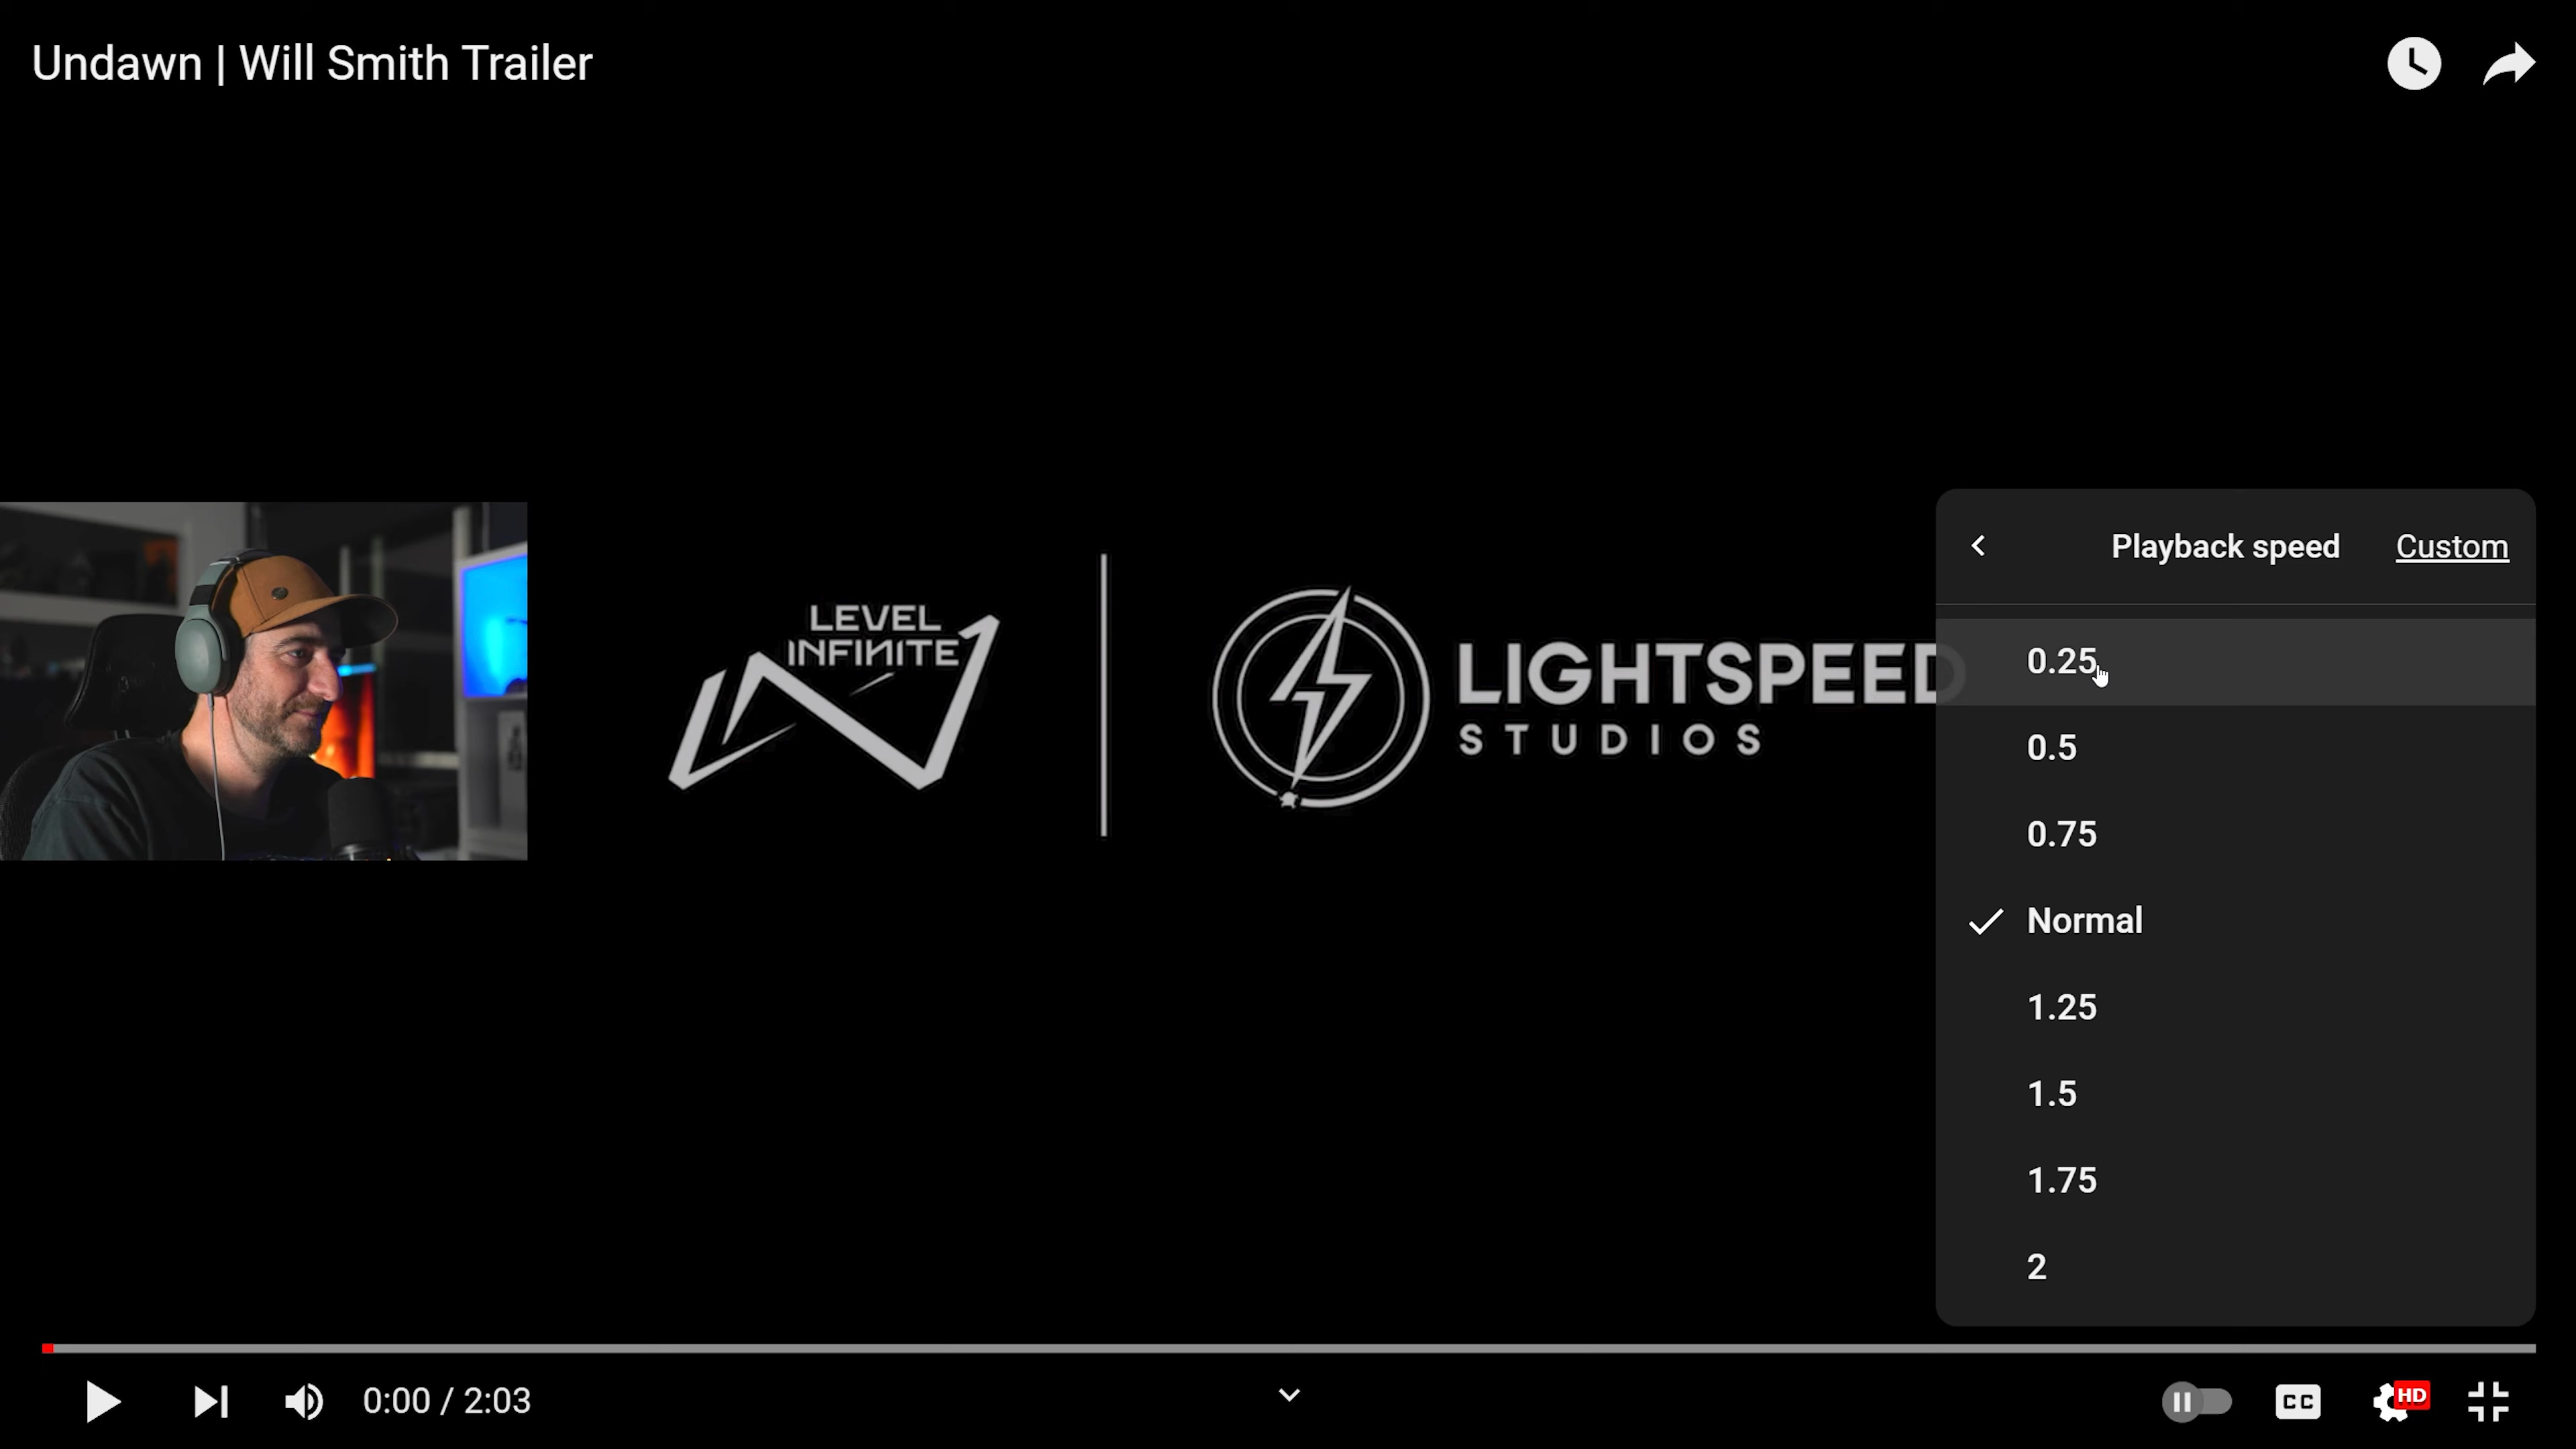 Undawn | Will Smith Trailer
LEVEL
INFINITE
LIGHTSPEED
STUDIOS
Playback speed Custom
0.25
0.5
0.75
Normal
1.25
1.5
1.75
2
0:00 / 2:03
CC
HD